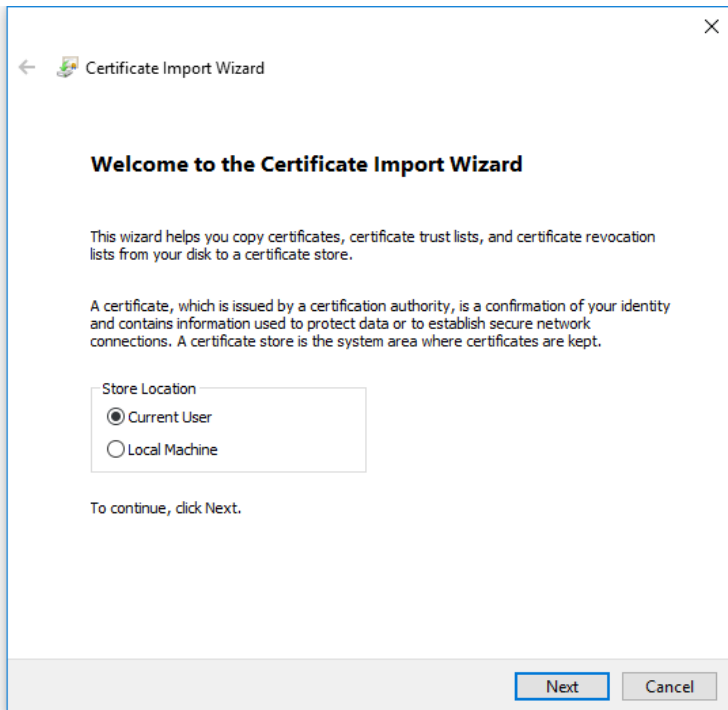 Certificate Import Wizard
Welcome to the Certificate Import Wizard
This wizard helps you copy certificates, certificate trust lists, and certificate revocation
lists from your disk to a certificate store.
A certificate, which is issued by a certification authority, is a confirmation of your identity
and contains information used to protect data or to establish secure network
connections. A certificate store is the system area where certificates are kept.
Store Location
Current User
Local Machine
To continue, click Next.
Next Cancel